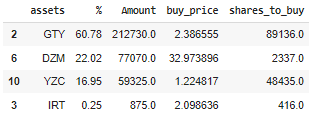 assets % Amount buy_price shares_to_buy
2 GTY 60.78 212730.0 2.386555 89136.0
6 DZM 22.02 77070.0 32.973896 2337.0
10 YZC 16.95 59325.0 1.224817 48435.0
3 IRT 0.25 875.0 2.098636 416.0